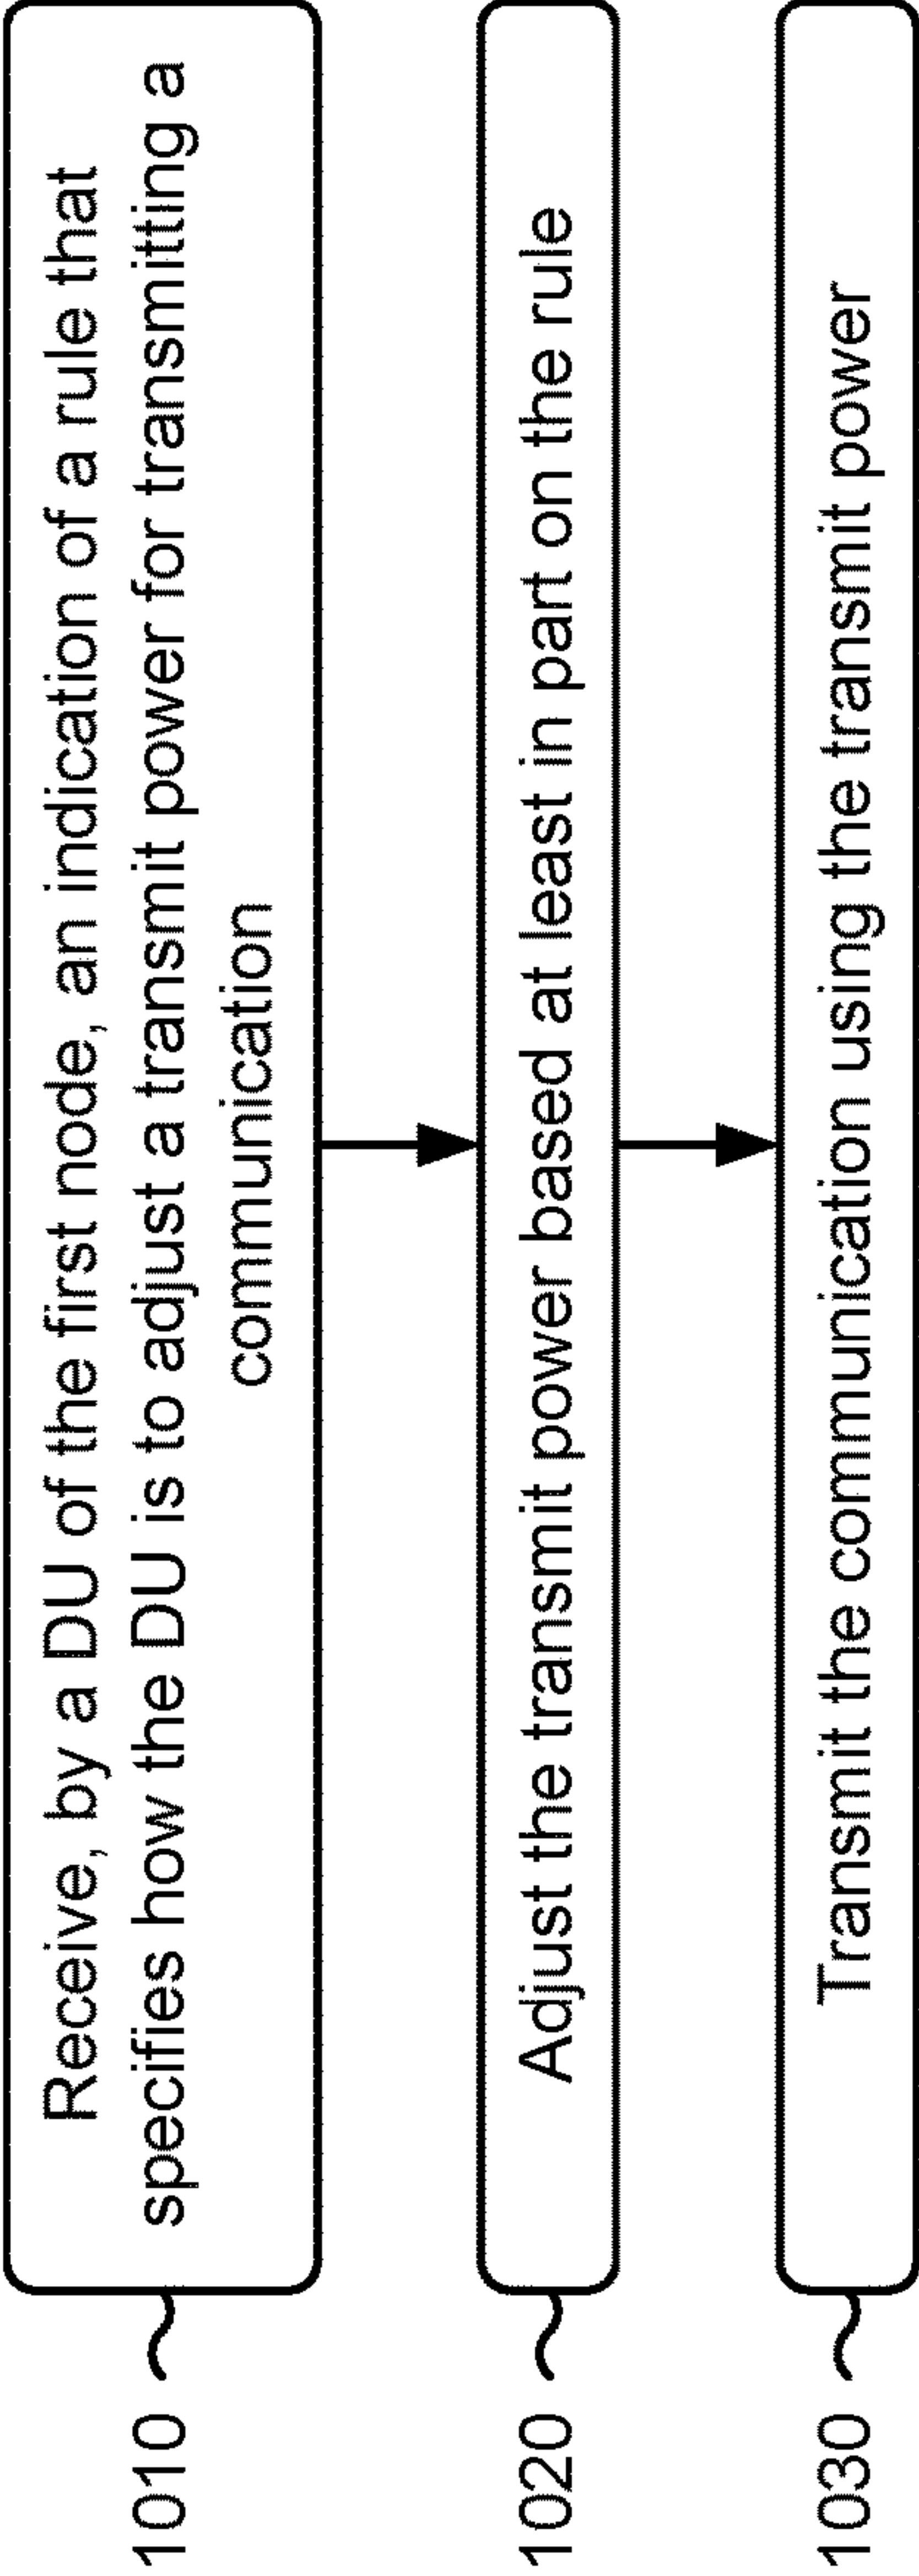 1010
Receive, by a DU of the first node, an indication of a rule that
specifies how the DU is to adjust a transmit power for transmitting a
communication
1020
Adjust the transmit power based at least in part on the rule
1030
Transmit the communication using the transmit power